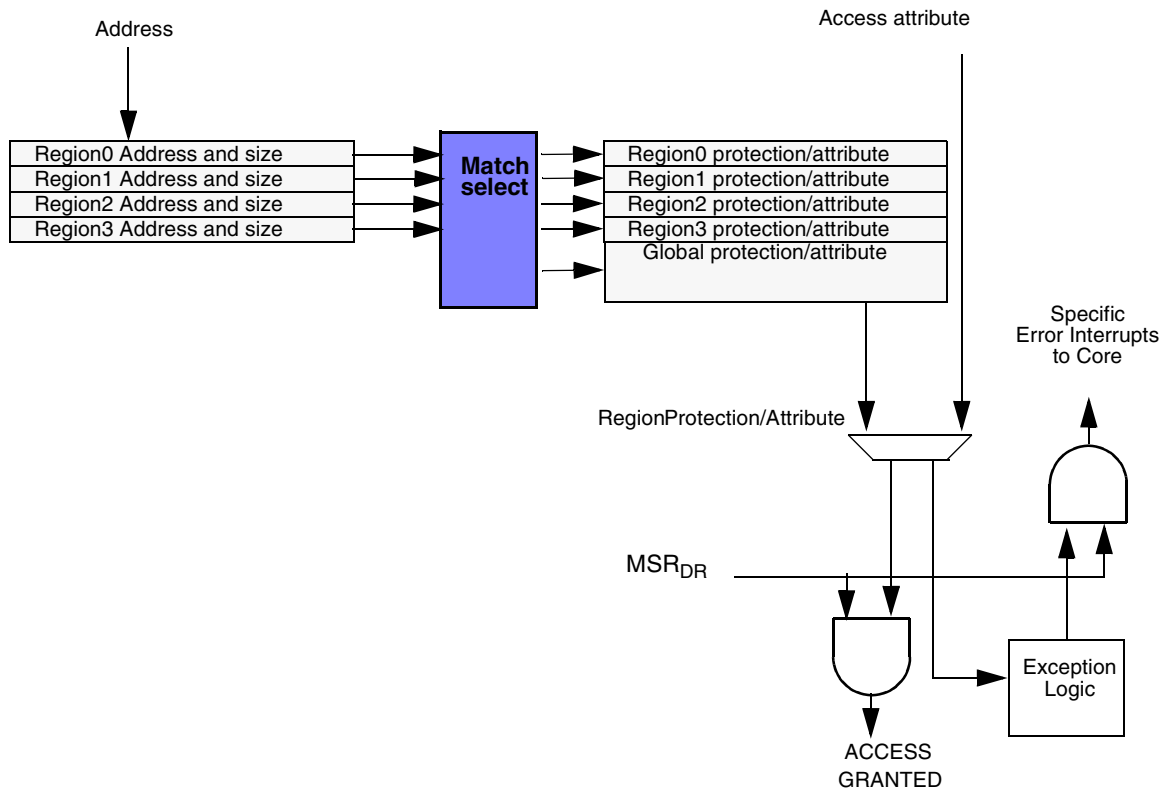 Access attribute
Address
Region0 Address and size
Region1 Address and size
Region2 Address and size
Region3 Address and size
Match
select
Region0 protection/attribute
Region1 protection/attribute
Region2 protection/attribute
Region3 protection/attribute
Global protection/attribute
Specific
Error Interrupts
to Core
RegionProtection/Attribute
MSRDR
Exception
Logic
ACCESS
GRANTED